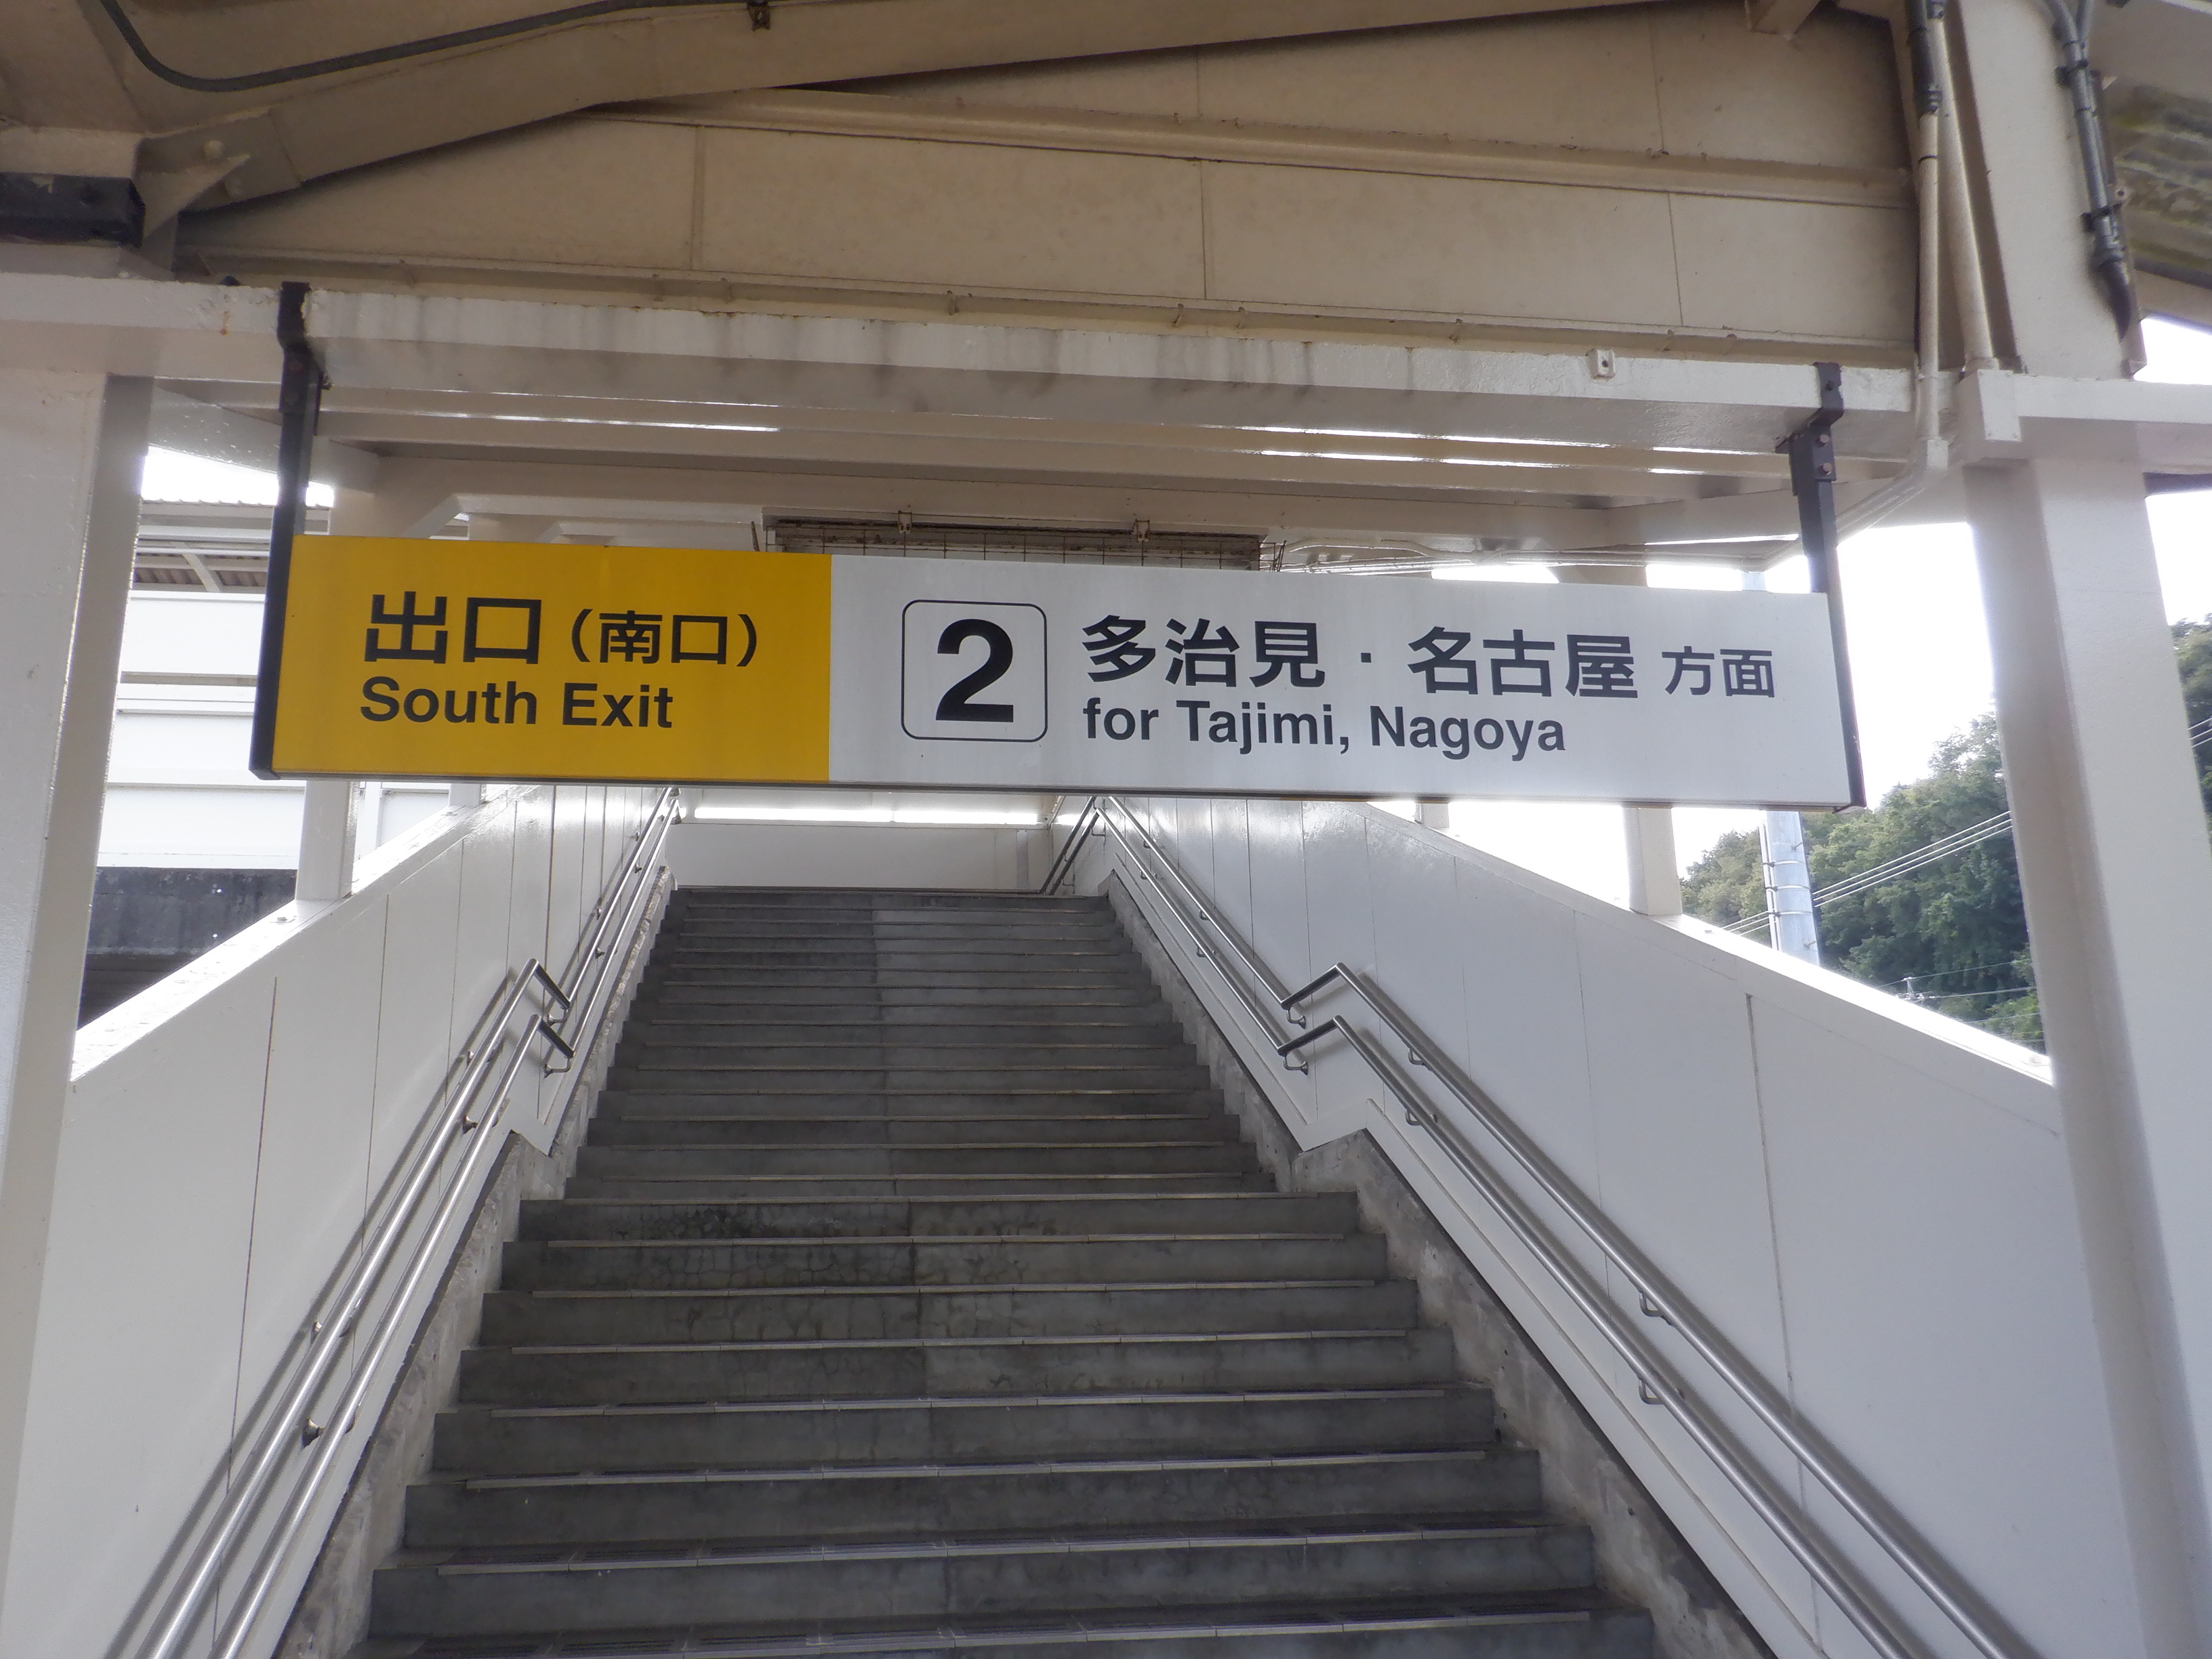 出口（南口）
South Exit
2
多治見・名古屋 方面
for Tajimi, Nagoya